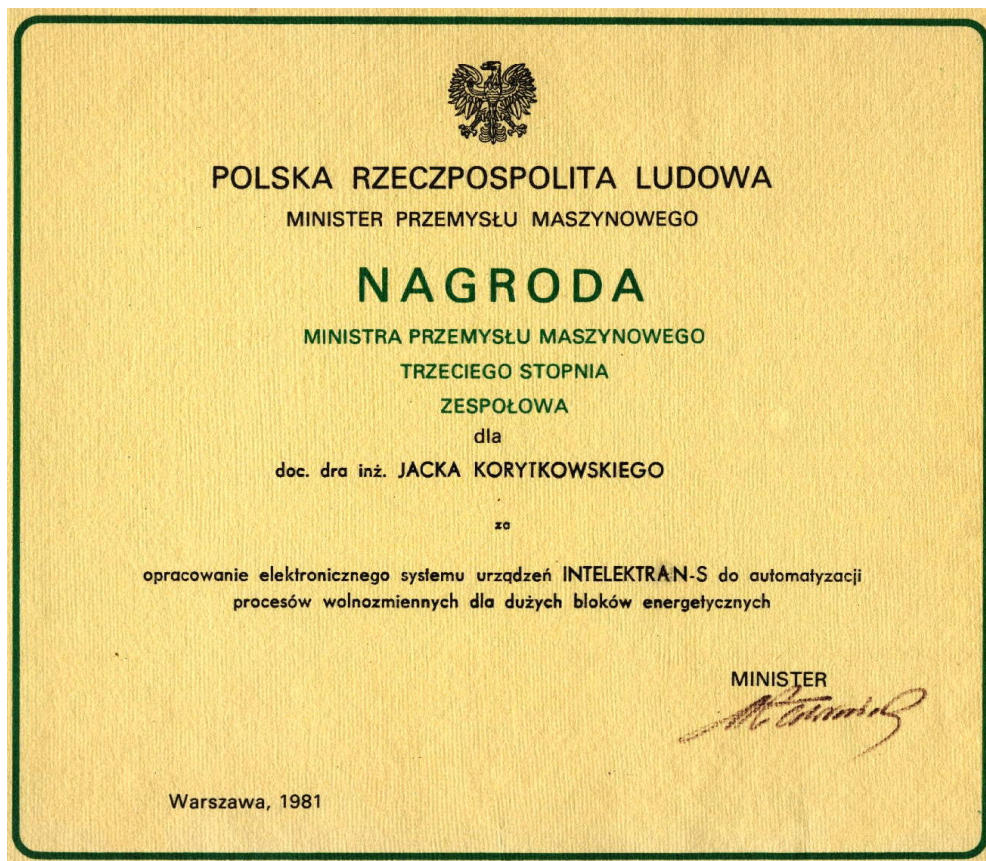 POLSKA RZECZPOSPOLITA LUDOWA
MINISTER PRZEMYSŁU MASZYNOWEGO
NAGRODA
MINISTRA PRZEMYSŁU MASZYNOWEGO
TRZECIEGO STOPNIA
ZESPOŁOWA
dla
doc. dra inż. JACKA KORYTKOWSKIEGO
za
opracowanie elektronicznego systemu urządzeń INTELEKTRAN-S do automatyzacji
procesów wolnozmiennych dla dużych bloków energetycznych
MINISTER
Warszawa, 1981